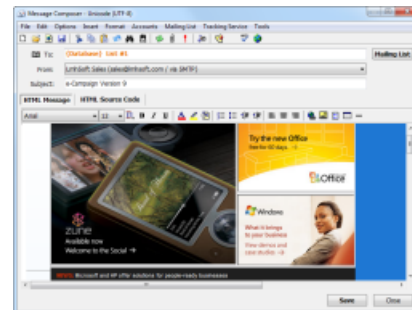 Message Composer - Unicode (UTF-8)
File Edit Options Insert Format Accounts Mailing List Tracking Service Tools
To: (Database) List #1
Mailing List
From: LmhSoft Sales (sales@lmhsoft.com / via SMTP)
Subject: e-Campaign Version 9
HTML Message HTML Source Code
Arial
B I U
Try the new Office
free for 60 days
Office
zune
Available now
Welcome to the Social
Windows
What it brings
to your business
View demos and
case studies
Microsoft and HP offer solutions for people-ready businesses
Save Close